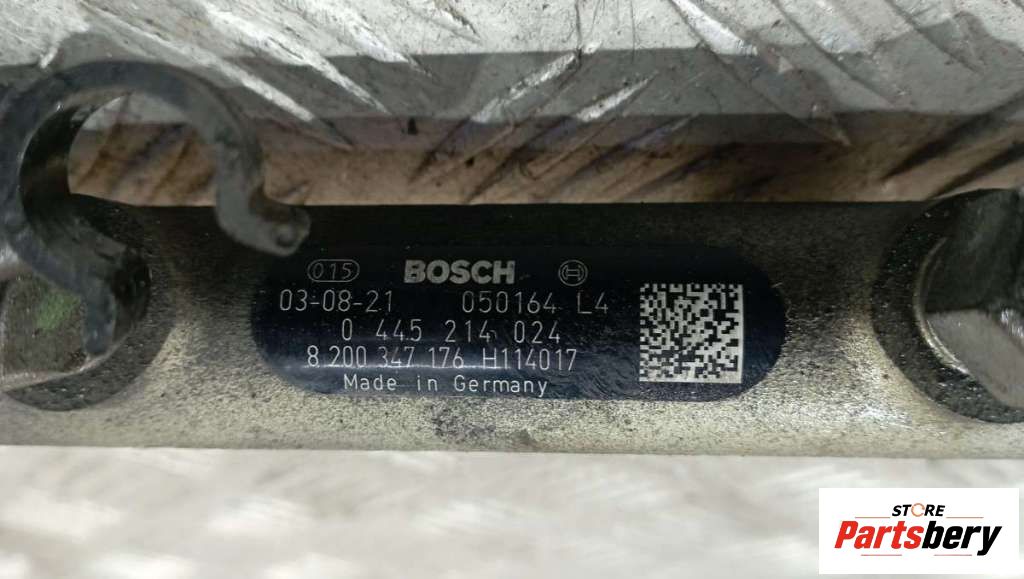 015 BOSCH
03-08-21 050164 L4
0 445 214 024
8 200 347 176 H114017
Made in Germany
STORE
Partsbery